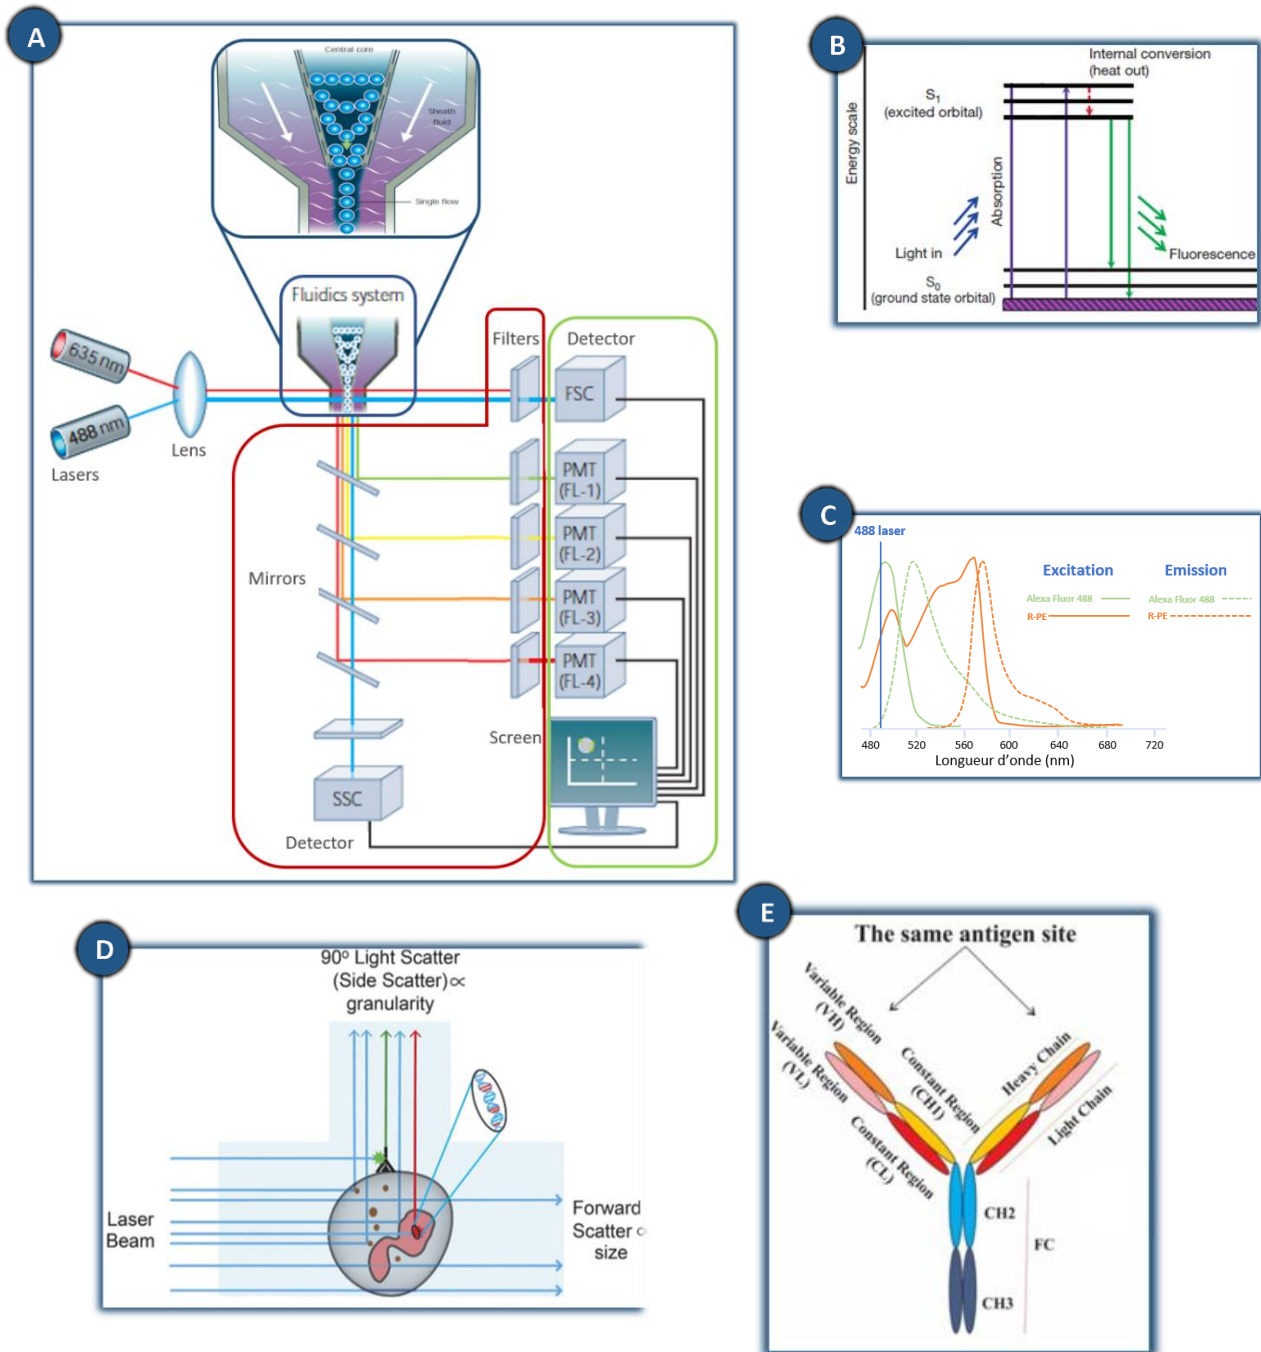 A
Central core
Sheath
fluid
Single flow
Fluidics system
635 nm
488 nm
Lasers
Lens
Filters
Detector
FSC
PMT
(FL-1)
PMT
(FL-2)
PMT
(FL-3)
PMT
(FL-4)
Mirrors
Screen
SSC
Detector
B
Internal conversion
(heat out)
S1
(excited orbital)
Energy scale
Absorption
Light in
Fluorescence
S0
(ground state orbital)
C
488 laser
Excitation
Emission
Alexa Fluor 488
Alexa Fluor 488
R-PE
R-PE
480 520 560 600 640 680 720
Longueur d'onde (nm)
D
90º Light Scatter
(Side Scatter)∝
granularity
Laser
Beam
Forward
Scatter ∝
size
E
The same antigen site
Variable Region
(VH)
Variable Region
(VL)
Constant Region
(CH1)
Constant Region
(CL)
Heavy Chain
Light Chain
CH2
FC
CH3